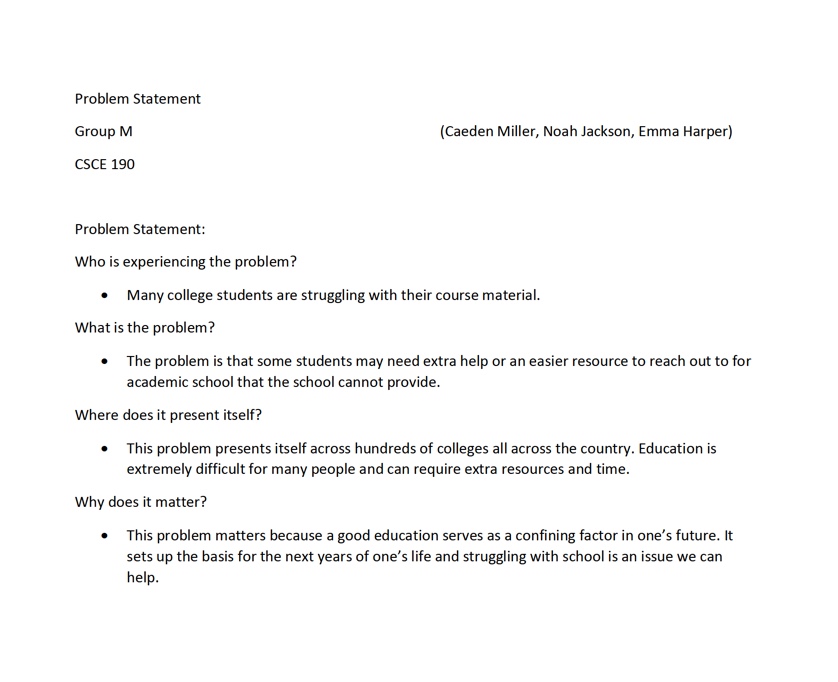 Problem Statement
Group M (Caeden Miller, Noah Jackson, Emma Harper)
CSCE 190
Problem Statement:
Who is experiencing the problem?
• Many college students are struggling with their course material.
What is the problem?
• The problem is that some students may need extra help or an easier resource to reach out to for
academic school that the school cannot provide.
Where does it present itself?
• This problem presents itself across hundreds of colleges all across the country. Education is
extremely difficult for many people and can require extra resources and time.
Why does it matter?
• This problem matters because a good education serves as a confining factor in one’s future. It
sets up the basis for the next years of one’s life and struggling with school is an issue we can
help.